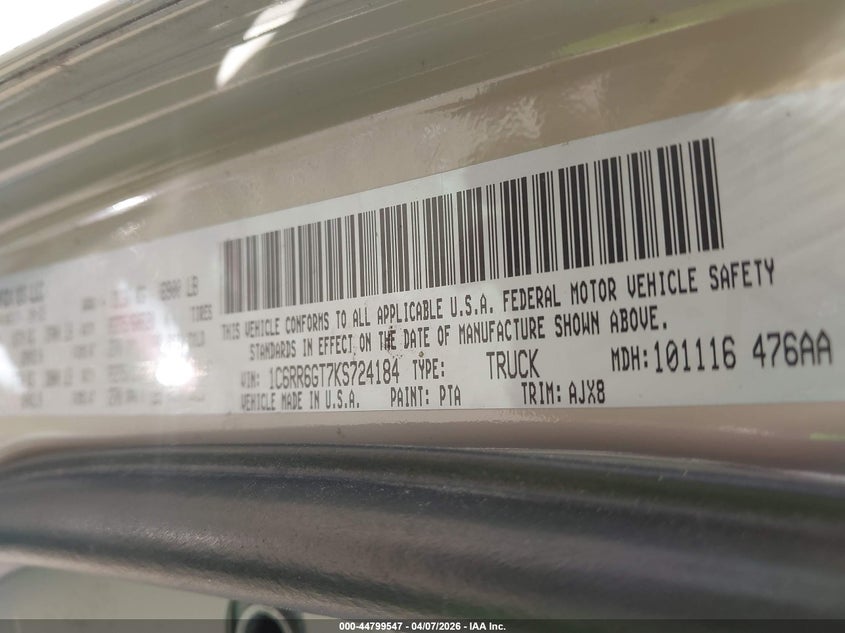 THIS VEHICLE CONFORMS TO ALL APPLICABLE U.S.A. FEDERAL MOTOR VEHICLE SAFETY
STANDARDS IN EFFECT ON THE DATE OF MANUFACTURE SHOWN ABOVE.
VIN: 1C6RR6GT7KS724184 TYPE: TRUCK MDH: 101116 476AA
VEHICLE MADE IN U.S.A. PAINT: PTA TRIM: AJX8
LB
TIRES
000-44799547 - 04/07/2026 - IAA Inc.